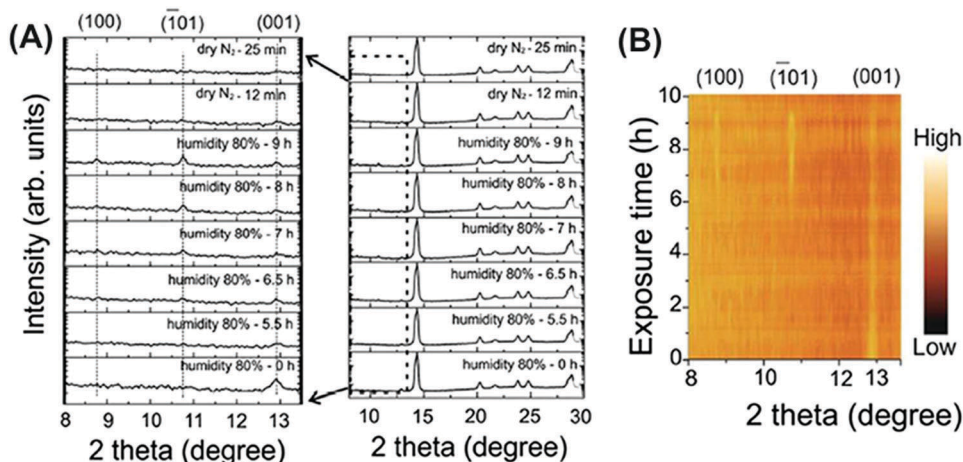 (A)
(100) (1̄01) (001)
dry N₂ - 25 min
dry N₂ - 12 min
humidity 80% - 9 h
humidity 80% - 8 h
humidity 80% - 7 h
humidity 80% - 6.5 h
humidity 80% - 5.5 h
humidity 80% - 0 h
8 9 10 11 12 13
2 theta (degree)
Intensity (arb. units)
dry N₂ - 25 min
dry N₂ - 12 min
humidity 80% - 9 h
humidity 80% - 8 h
humidity 80% - 7 h
humidity 80% - 6.5 h
humidity 80% - 5.5 h
humidity 80% - 0 h
10 15 20 25 30
2 theta (degree)
(B)
(100) (1̄01) (001)
Exposure time (h)
10
8
6
4
2
0
8 10 12 13
2 theta (degree)
High
Low